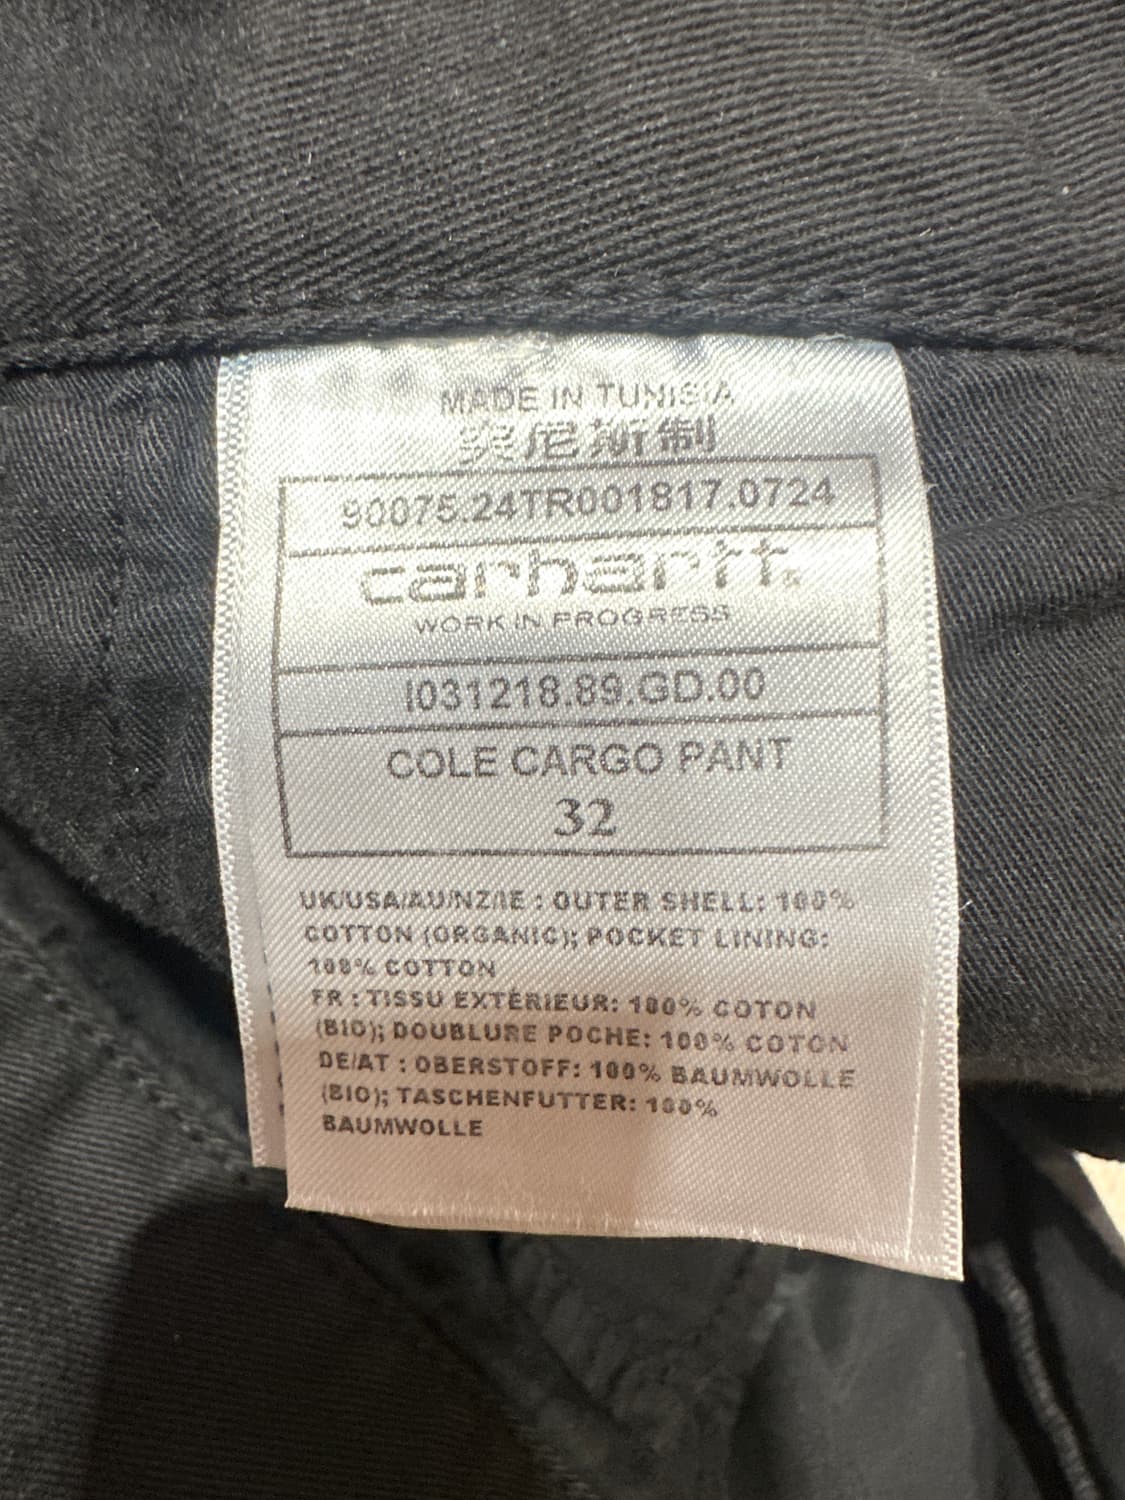 MADE IN TUNISIA
突尼斯制
90075.24TR001817.0724
carhartt.
WORK IN PROGRESS
I031218.89.GD.00
COLE CARGO PANT
32
UK/USA/AU/NZ/IE : OUTER SHELL: 100%
COTTON (ORGANIC); POCKET LINING:
100% COTTON
FR : TISSU EXTÉRIEUR: 100% COTON
(BIO); DOUBLURE POCHE: 100% COTON
DE/AT : OBERSTOFF: 100% BAUMWOLLE
(BIO); TASCHENFUTTER: 100%
BAUMWOLLE